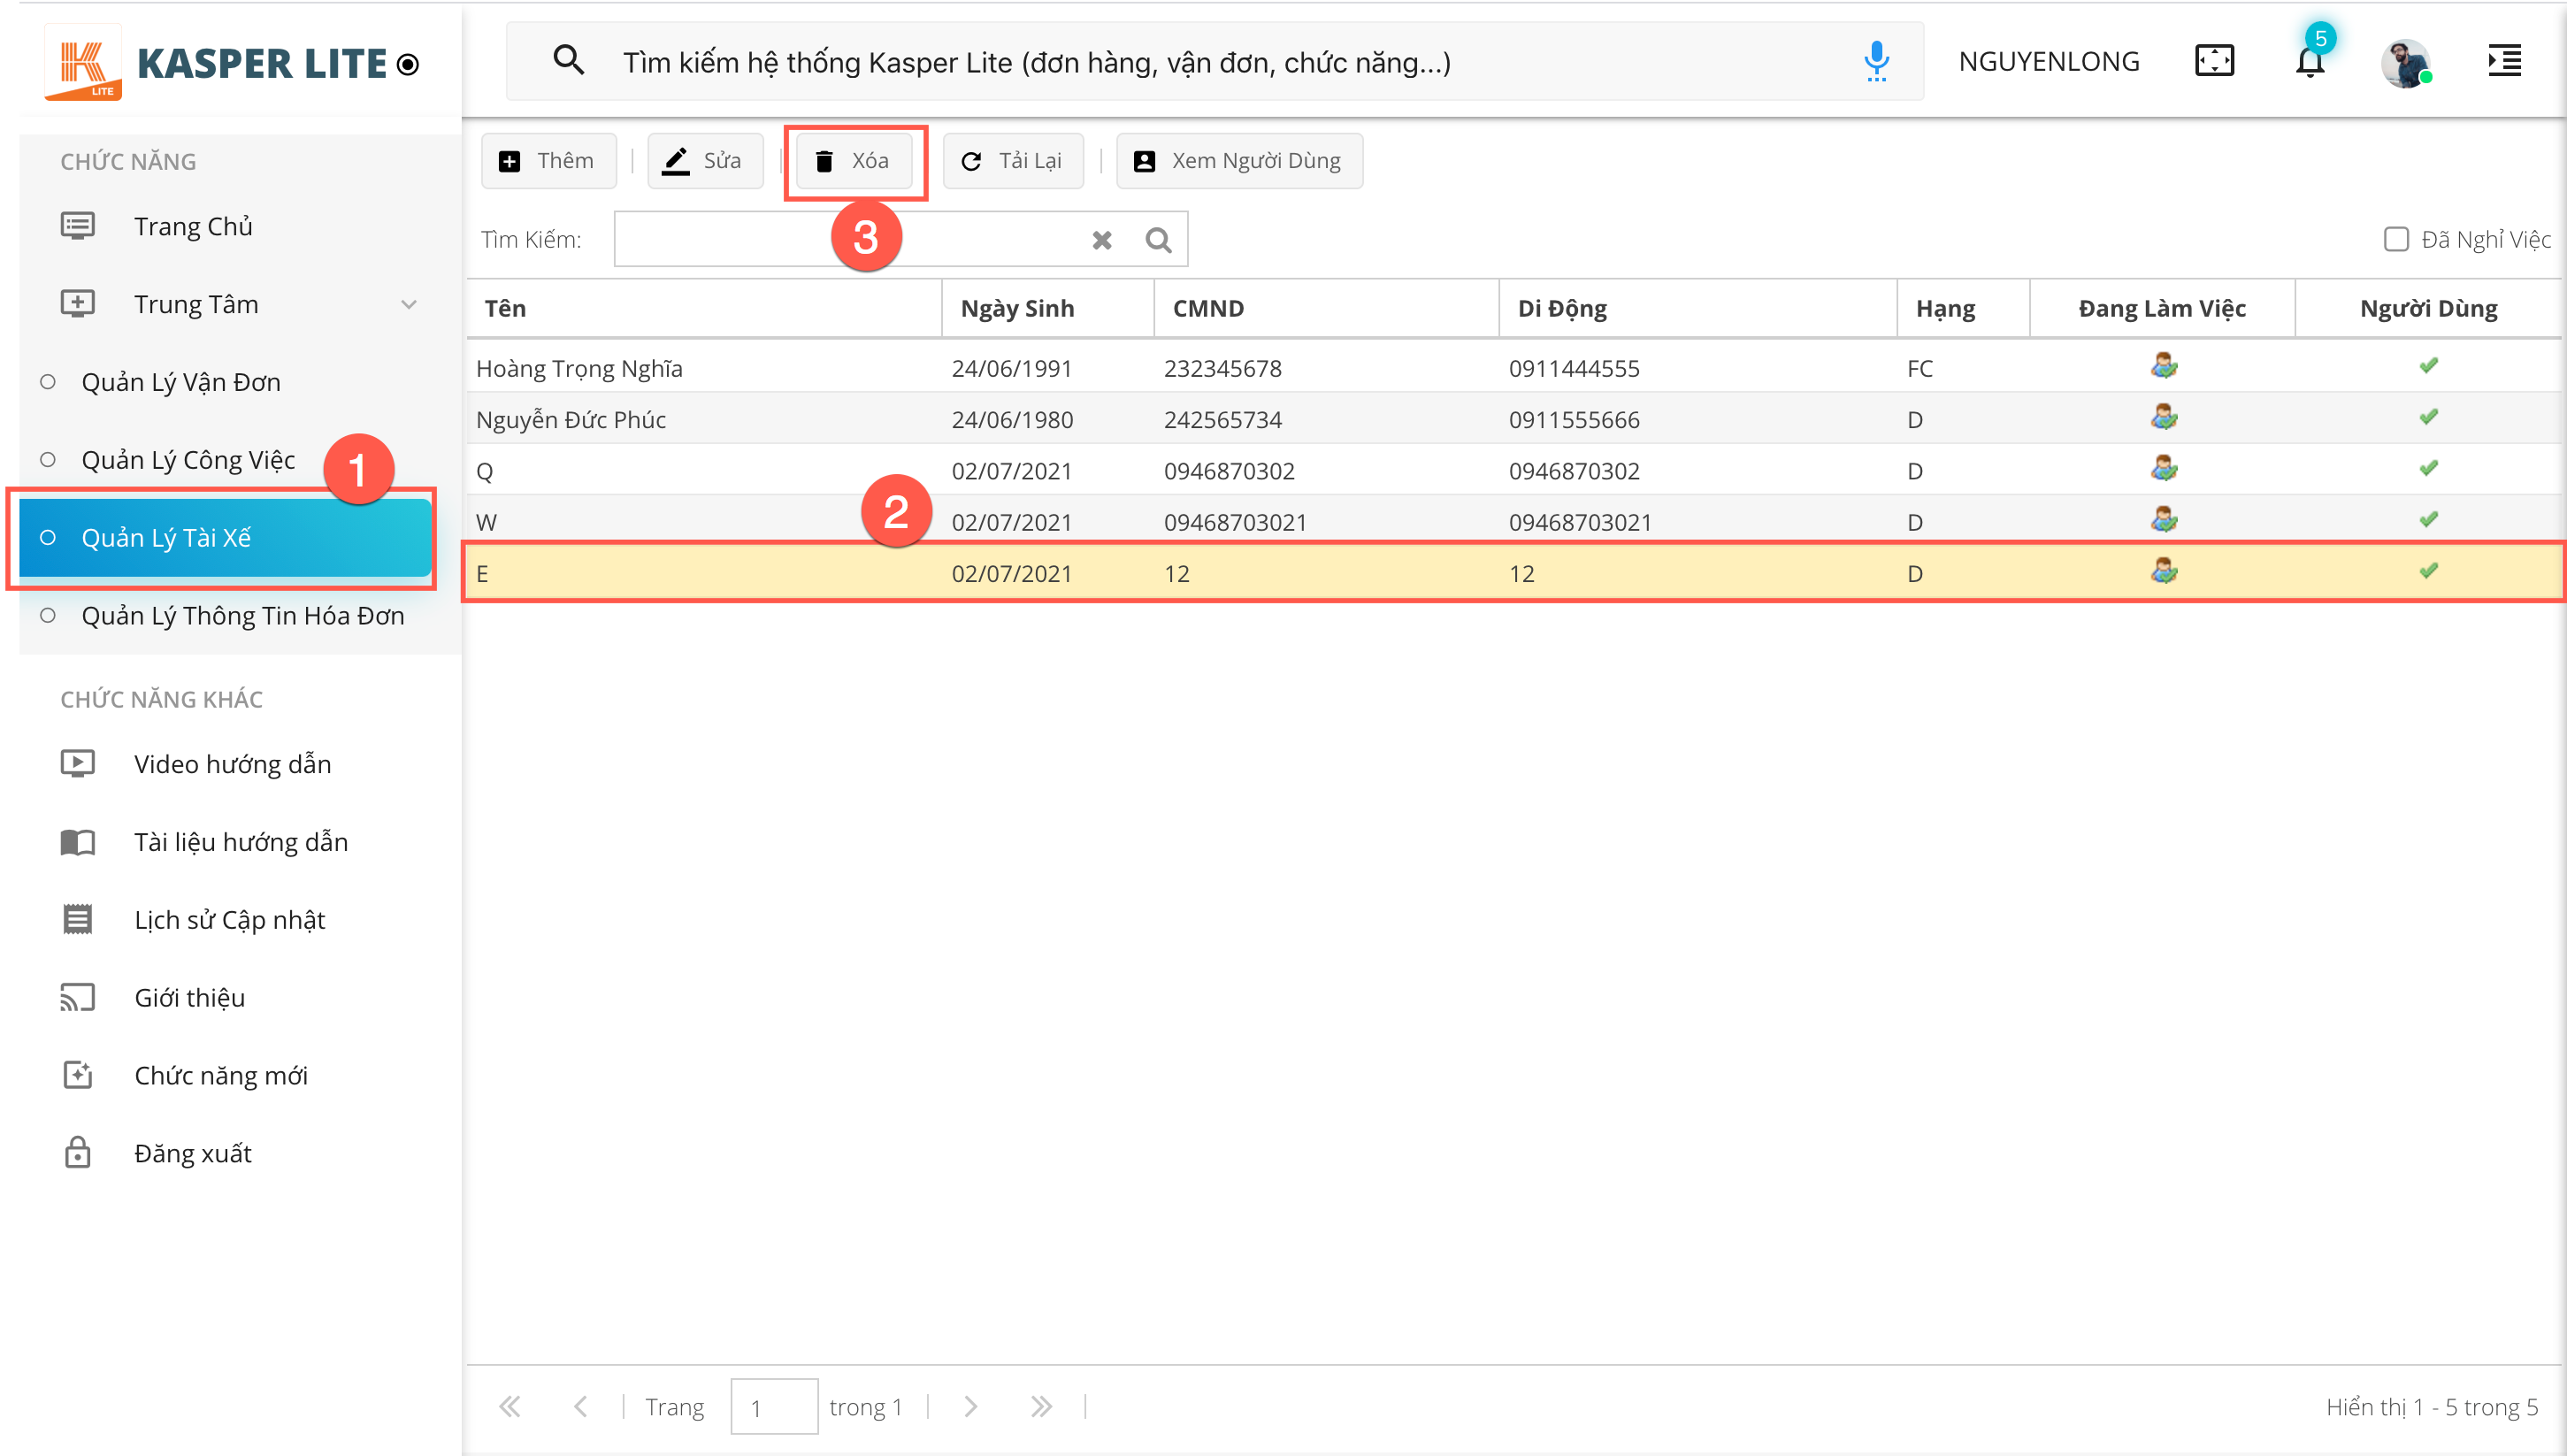 LITE
KASPER LITE
Tìm kiếm hệ thống Kasper Lite (đơn hàng, vận đơn, chức năng...)
NGUYENLONG
5
CHỨC NĂNG
Trang Chủ
Trung Tâm
Quản Lý Vận Đơn
Quản Lý Công Việc
1
Quản Lý Tài Xế
Quản Lý Thông Tin Hóa Đơn
CHỨC NĂNG KHÁC
Video hướng dẫn
Tài liệu hướng dẫn
Lịch sử Cập nhật
Giới thiệu
Chức năng mới
Đăng xuất
Thêm Sửa Xóa Tải Lại Xem Người Dùng
3
Tìm Kiếm: Đã Nghỉ Việc
Tên Ngày Sinh CMND Di Động Hạng Đang Làm Việc Người Dùng
Hoàng Trọng Nghĩa 24/06/1991 232345678 0911444555 FC
Nguyễn Đức Phúc 24/06/1980 242565734 0911555666 D
Q 02/07/2021 0946870302 0946870302 D
2
W 02/07/2021 09468703021 09468703021 D
E 02/07/2021 12 12 D
Trang 1 trong 1
Hiển thị 1 - 5 trong 5